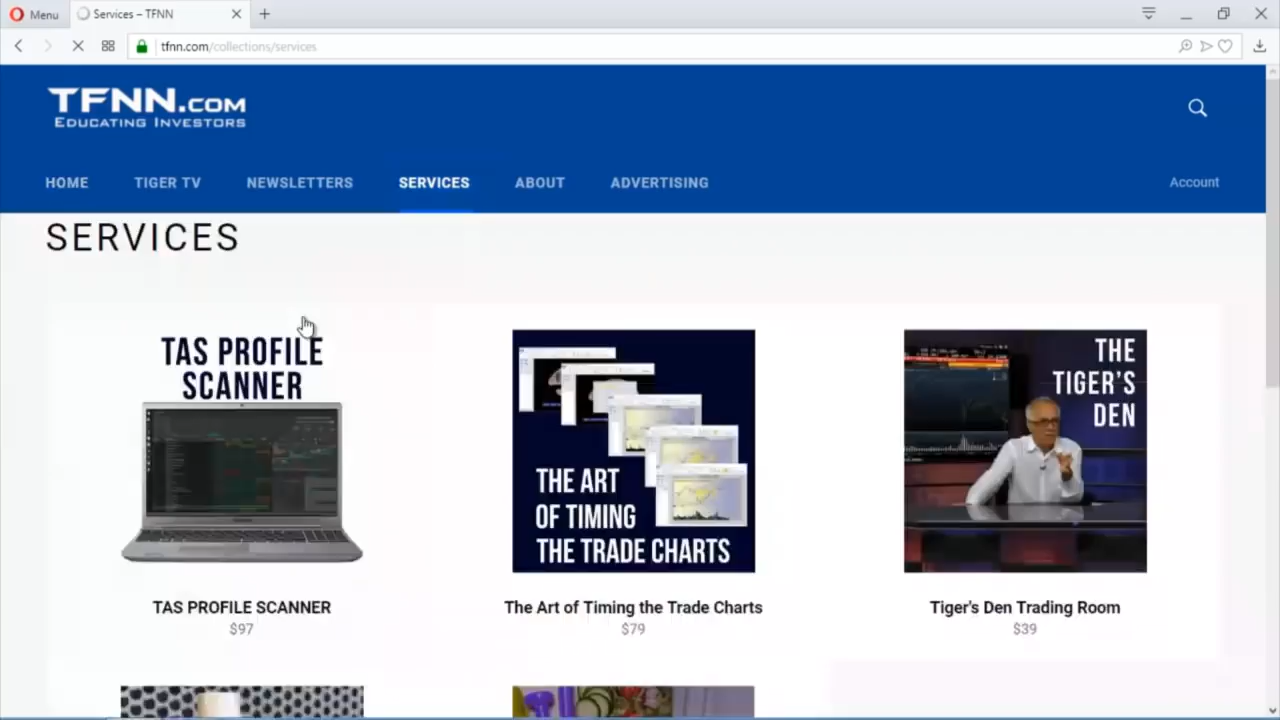 Menu
Services – TFNN
tfnn.com/collections/services
TFNN.COM
EDUCATING INVESTORS
HOME TIGER TV NEWSLETTERS SERVICES ABOUT ADVERTISING Account
SERVICES
TAS PROFILE
SCANNER
THE ART
OF TIMING
THE TRADE CHARTS
THE
TIGER'S
DEN
TAS PROFILE SCANNER
$97
The Art of Timing the Trade Charts
$79
Tiger's Den Trading Room
$39